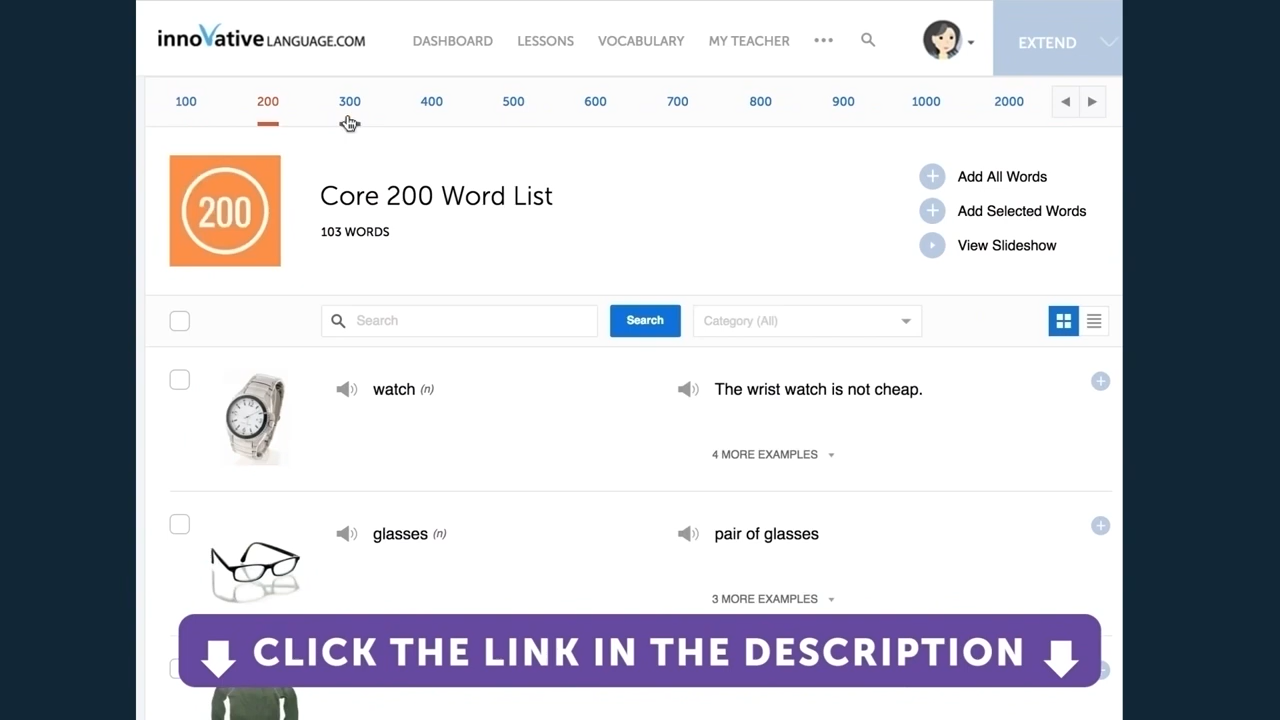 innoVative LANGUAGE.COM
DASHBOARD LESSONS VOCABULARY MY TEACHER ••• EXTEND
100 200 300 400 500 600 700 800 900 1000 2000
200
Core 200 Word List
103 WORDS
Add All Words
Add Selected Words
View Slideshow
Search Search Category (All)
watch (n) The wrist watch is not cheap.
4 MORE EXAMPLES
glasses (n) pair of glasses
3 MORE EXAMPLES
CLICK THE LINK IN THE DESCRIPTION